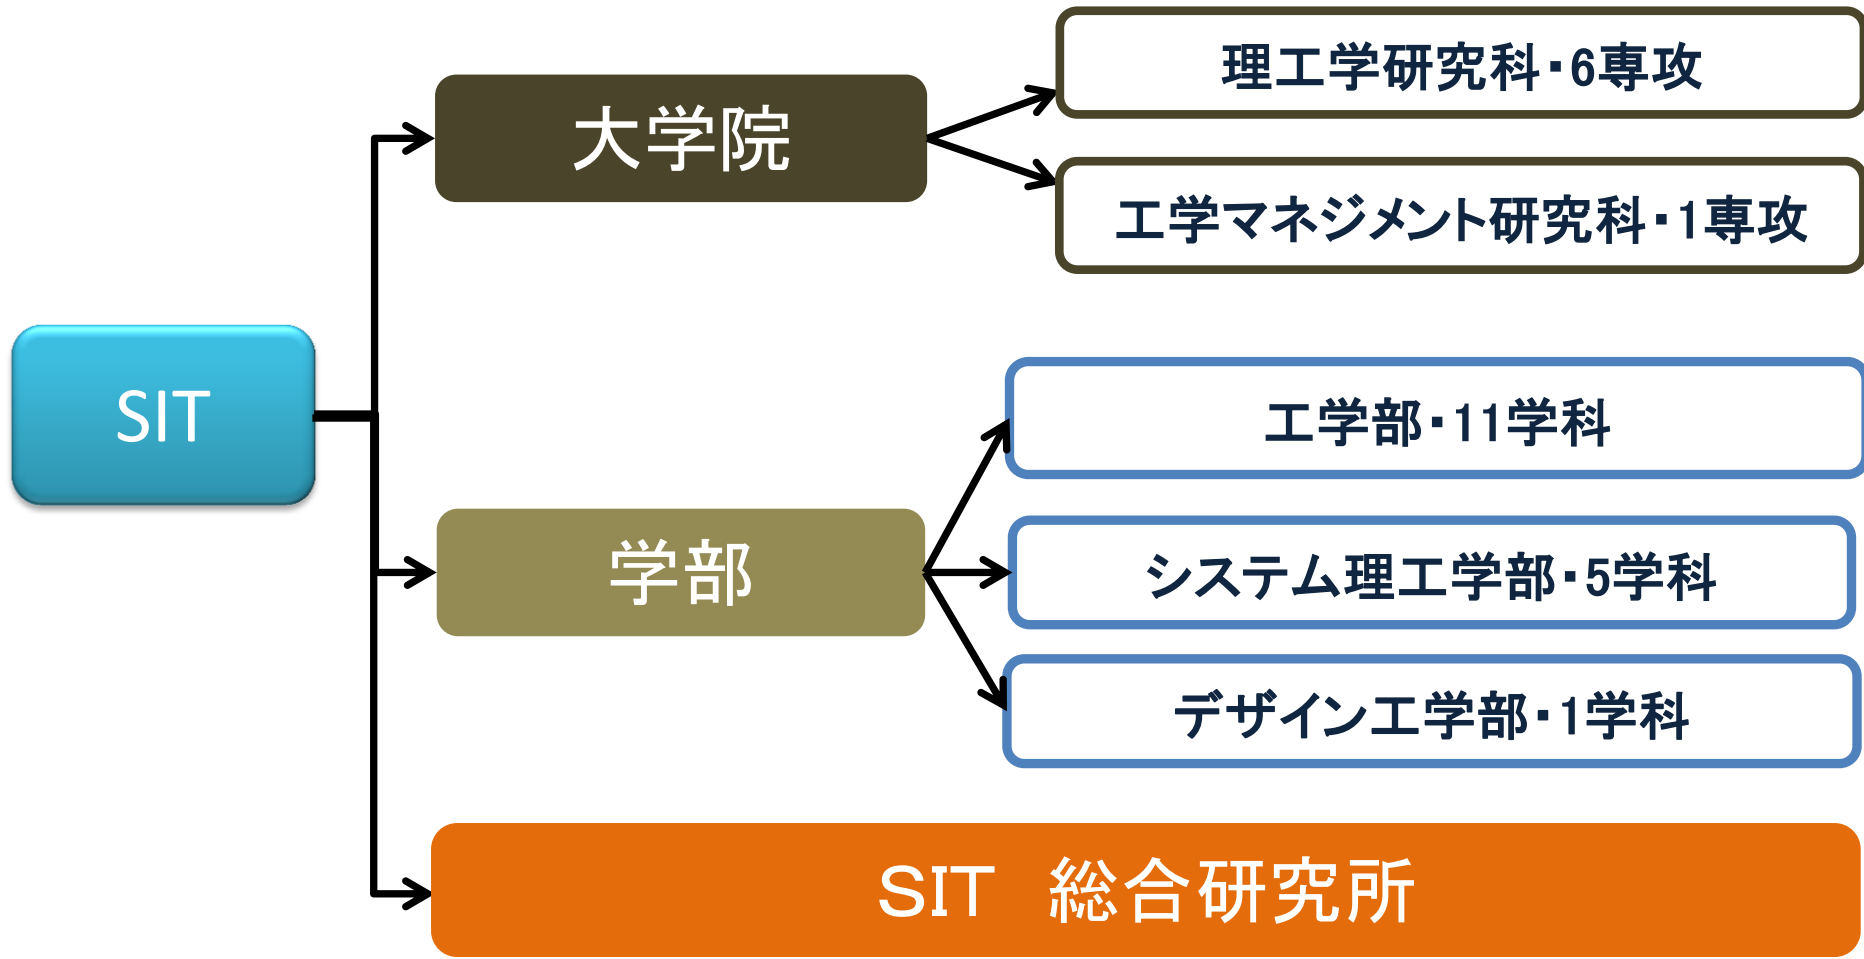 SIT
大学院
理工学研究科・6専攻
工学マネジメント研究科・1専攻
学部
工学部・11学科
システム理工学部・5学科
デザイン工学部・1学科
SIT　総合研究所